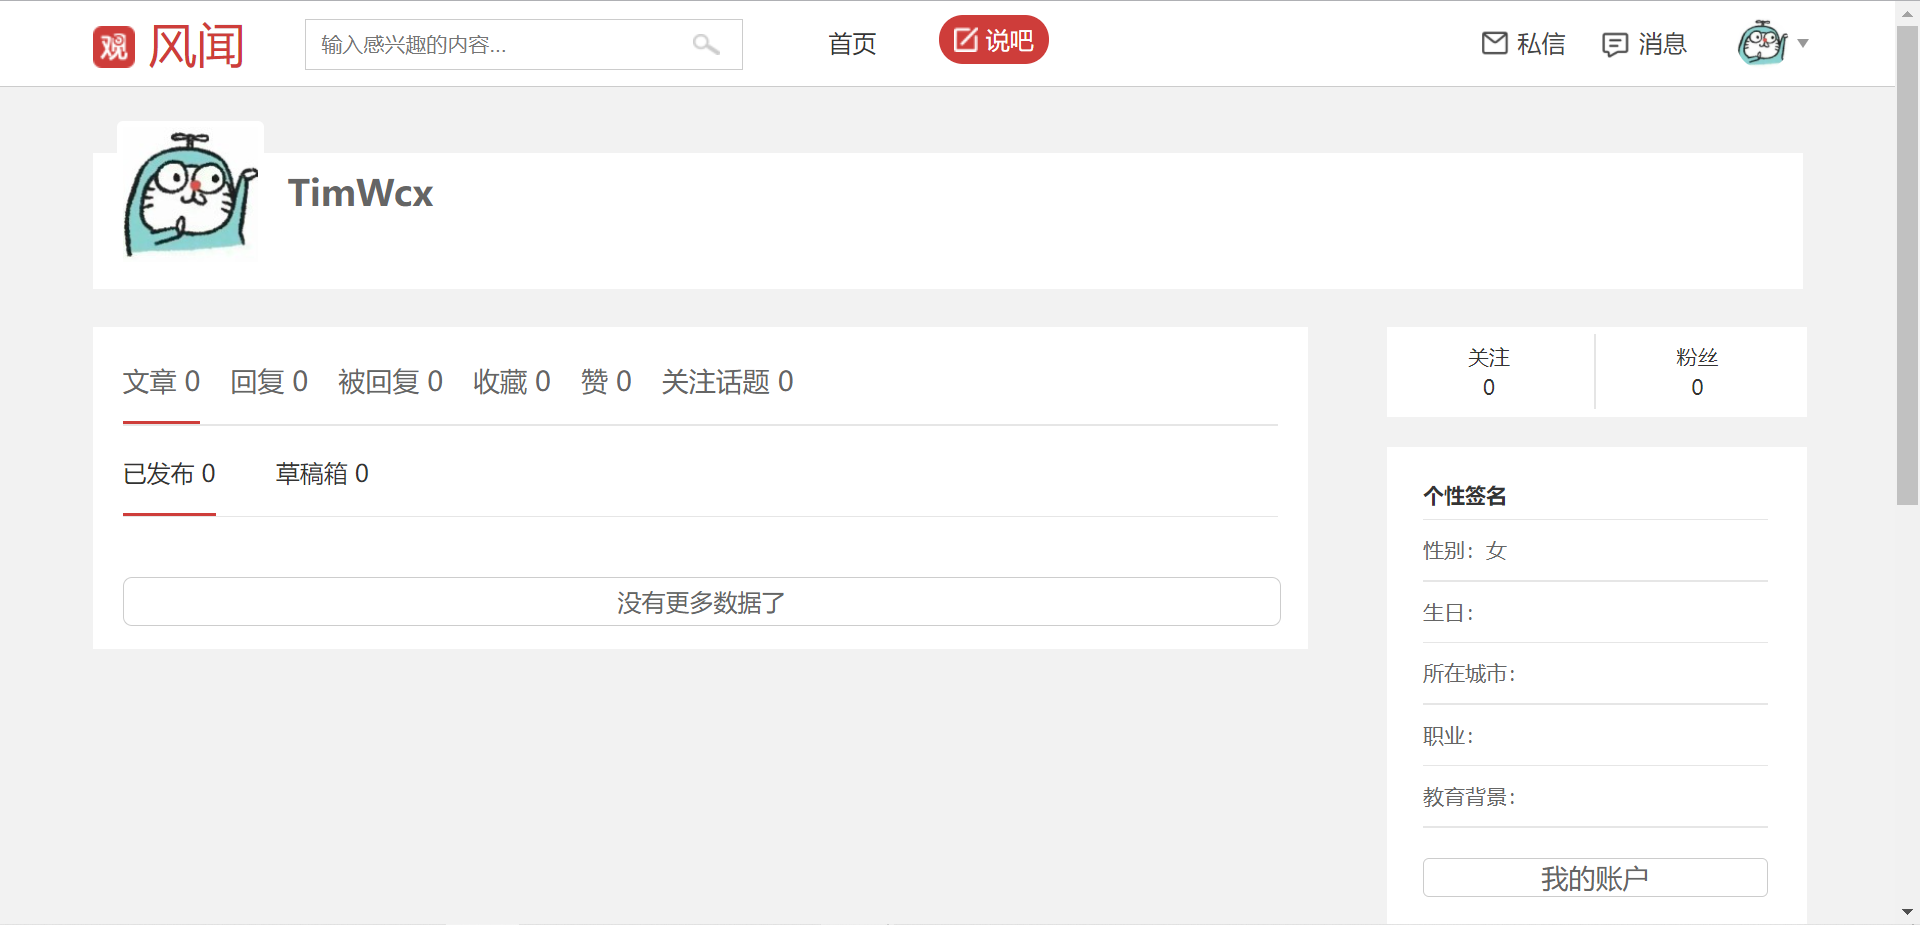 观 风闻 输入感兴趣的内容... 首页 说吧 私信 消息
TimWcx
文章 0 回复 0 被回复 0 收藏 0 赞 0 关注话题 0
已发布 0 草稿箱 0
没有更多数据了
关注 粉丝
0 0
个性签名
性别：女
生日：
所在城市：
职业：
教育背景：
我的账户